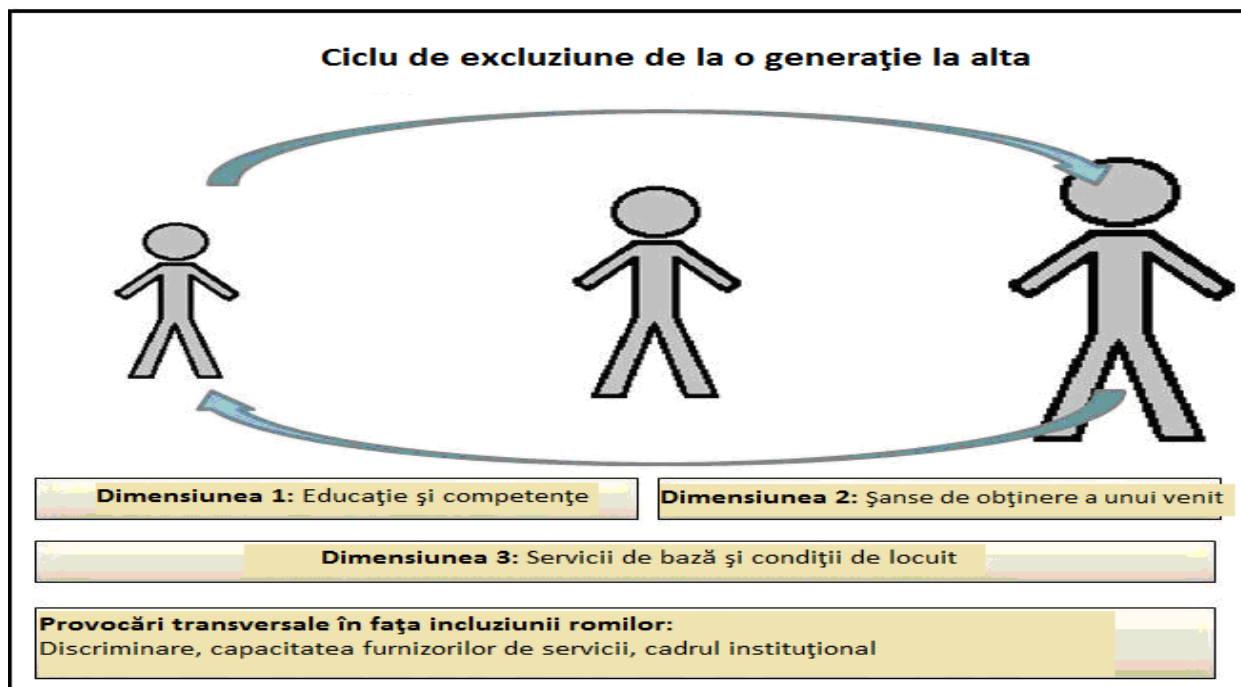 Ciclu de excluziune de la o generaţie la alta
Dimensiunea 1: Educaţie şi competenţe
Dimensiunea 2: Şanse de obţinere a unui venit
Dimensiunea 3: Servicii de bază şi condiţii de locuit
Provocări transversale în faţa incluziunii romilor:
Discriminare, capacitatea furnizorilor de servicii, cadrul instituţional